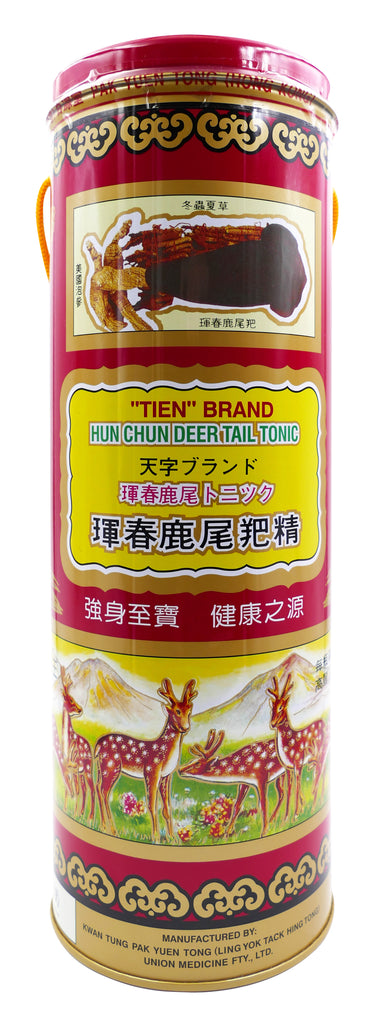 PAK YUEN TONG (HONG KONG)
冬蟲夏草
美國泡參
琿春鹿尾羓
"TIEN" BRAND
HUN CHUN DEER TAIL TONIC
天字ブランド
琿春鹿尾トニック
琿春鹿尾羓精
強身至寶 健康之源
MANUFACTURED BY:
KWAN TUNG PAK YUEN TONG (LING YOK TACK HING TONG)
UNION MEDICINE FTY., LTD.